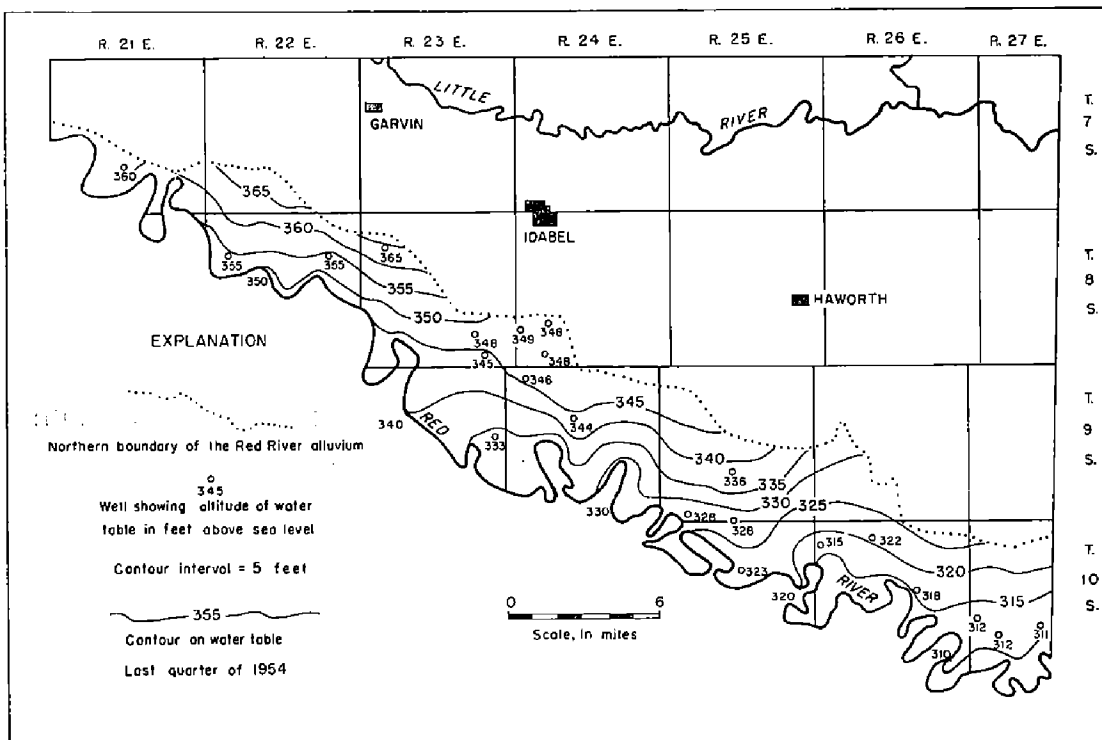 R. 21 E. R. 22 E. R. 23 E. R. 24 E. R. 25 E. R. 26 E. R. 27 E.
LITTLE RIVER
T. 7 S.
GARVIN
360
365
360
IDABEL
355
355
365
350
355
T. 8 S.
HAWORTH
350
348
349
348
345
348
EXPLANATION
Northern boundary of the Red River alluvium
345
Well showing altitude of water
table in feet above sea level
Contour interval = 5 feet
355
Contour on water table
Last quarter of 1954
346
345
T. 9 S.
340
RED
344
333
340
336
335
330
325
330
328
328
315
322
T. 10 S.
323
320
320
RIVER
318
315
312
312
311
310
0 6
Scale, in miles